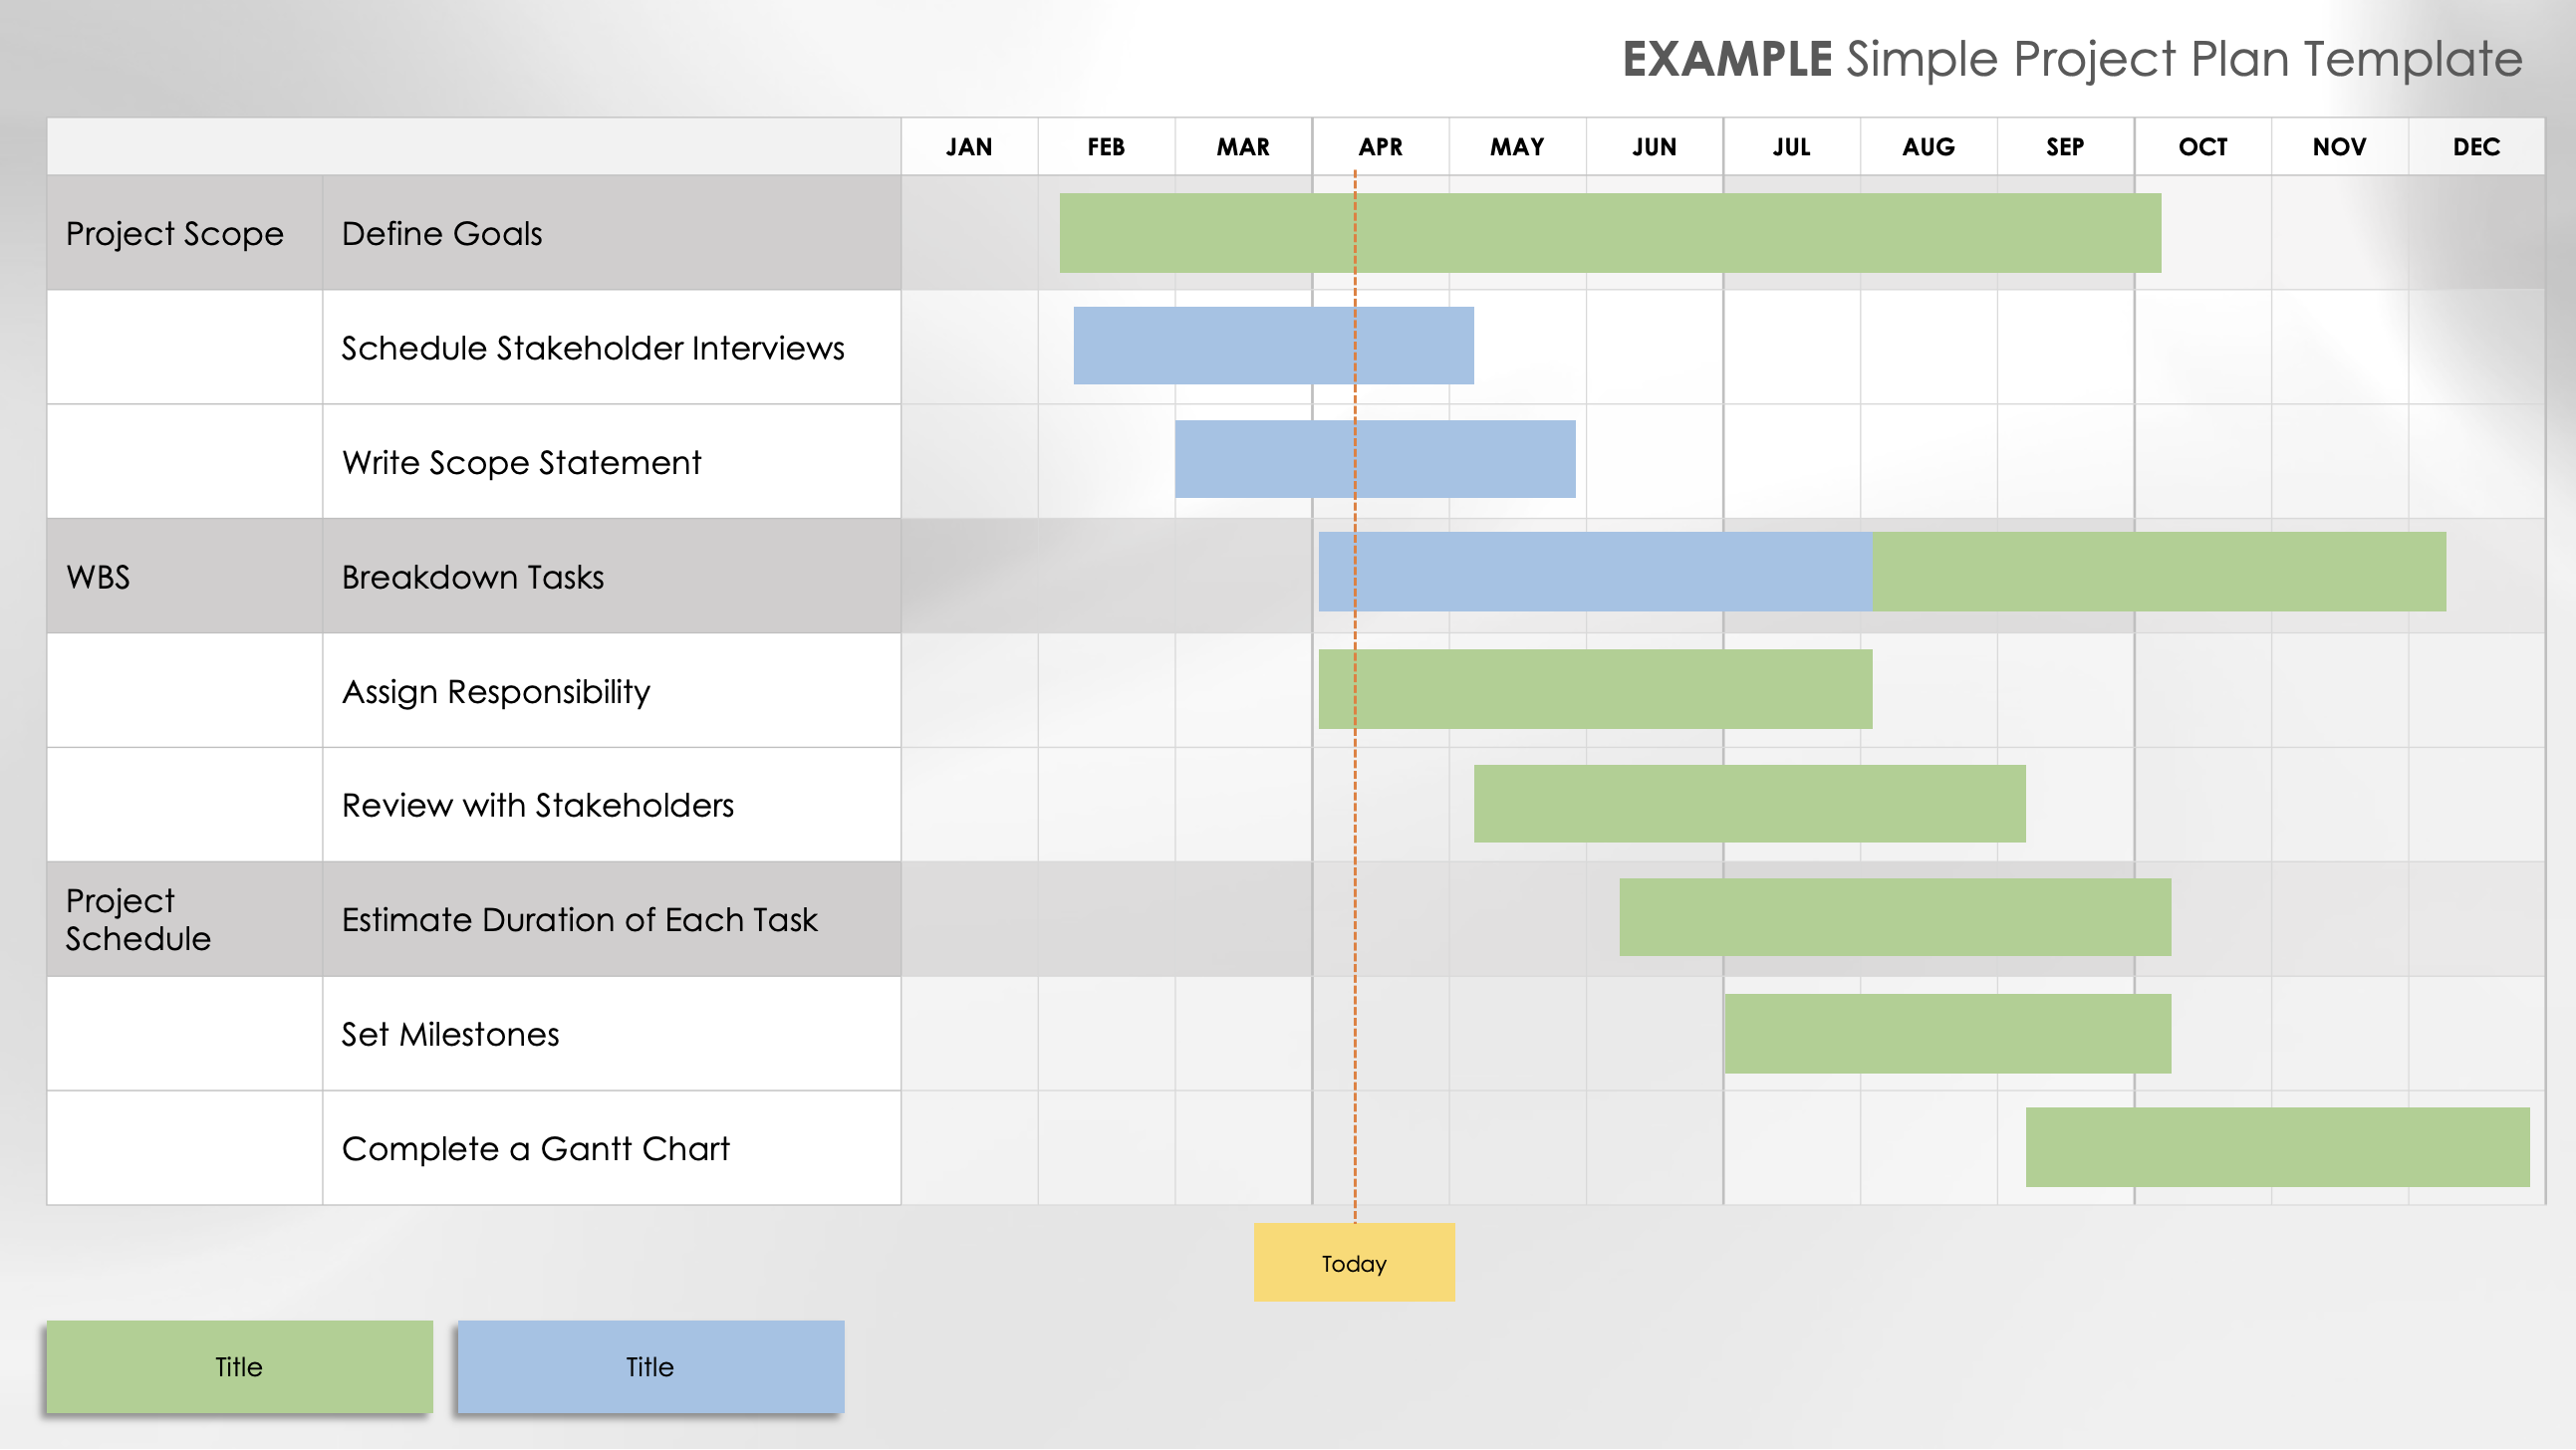 EXAMPLE Simple Project Plan Template
JAN FEB MAR APR MAY JUN JUL AUG SEP OCT NOV DEC
Project Scope Define Goals
Schedule Stakeholder Interviews
Write Scope Statement
WBS Breakdown Tasks
Assign Responsibility
Review with Stakeholders
Project
Schedule
Estimate Duration of Each Task
Set Milestones
Complete a Gantt Chart
Today
Title Title